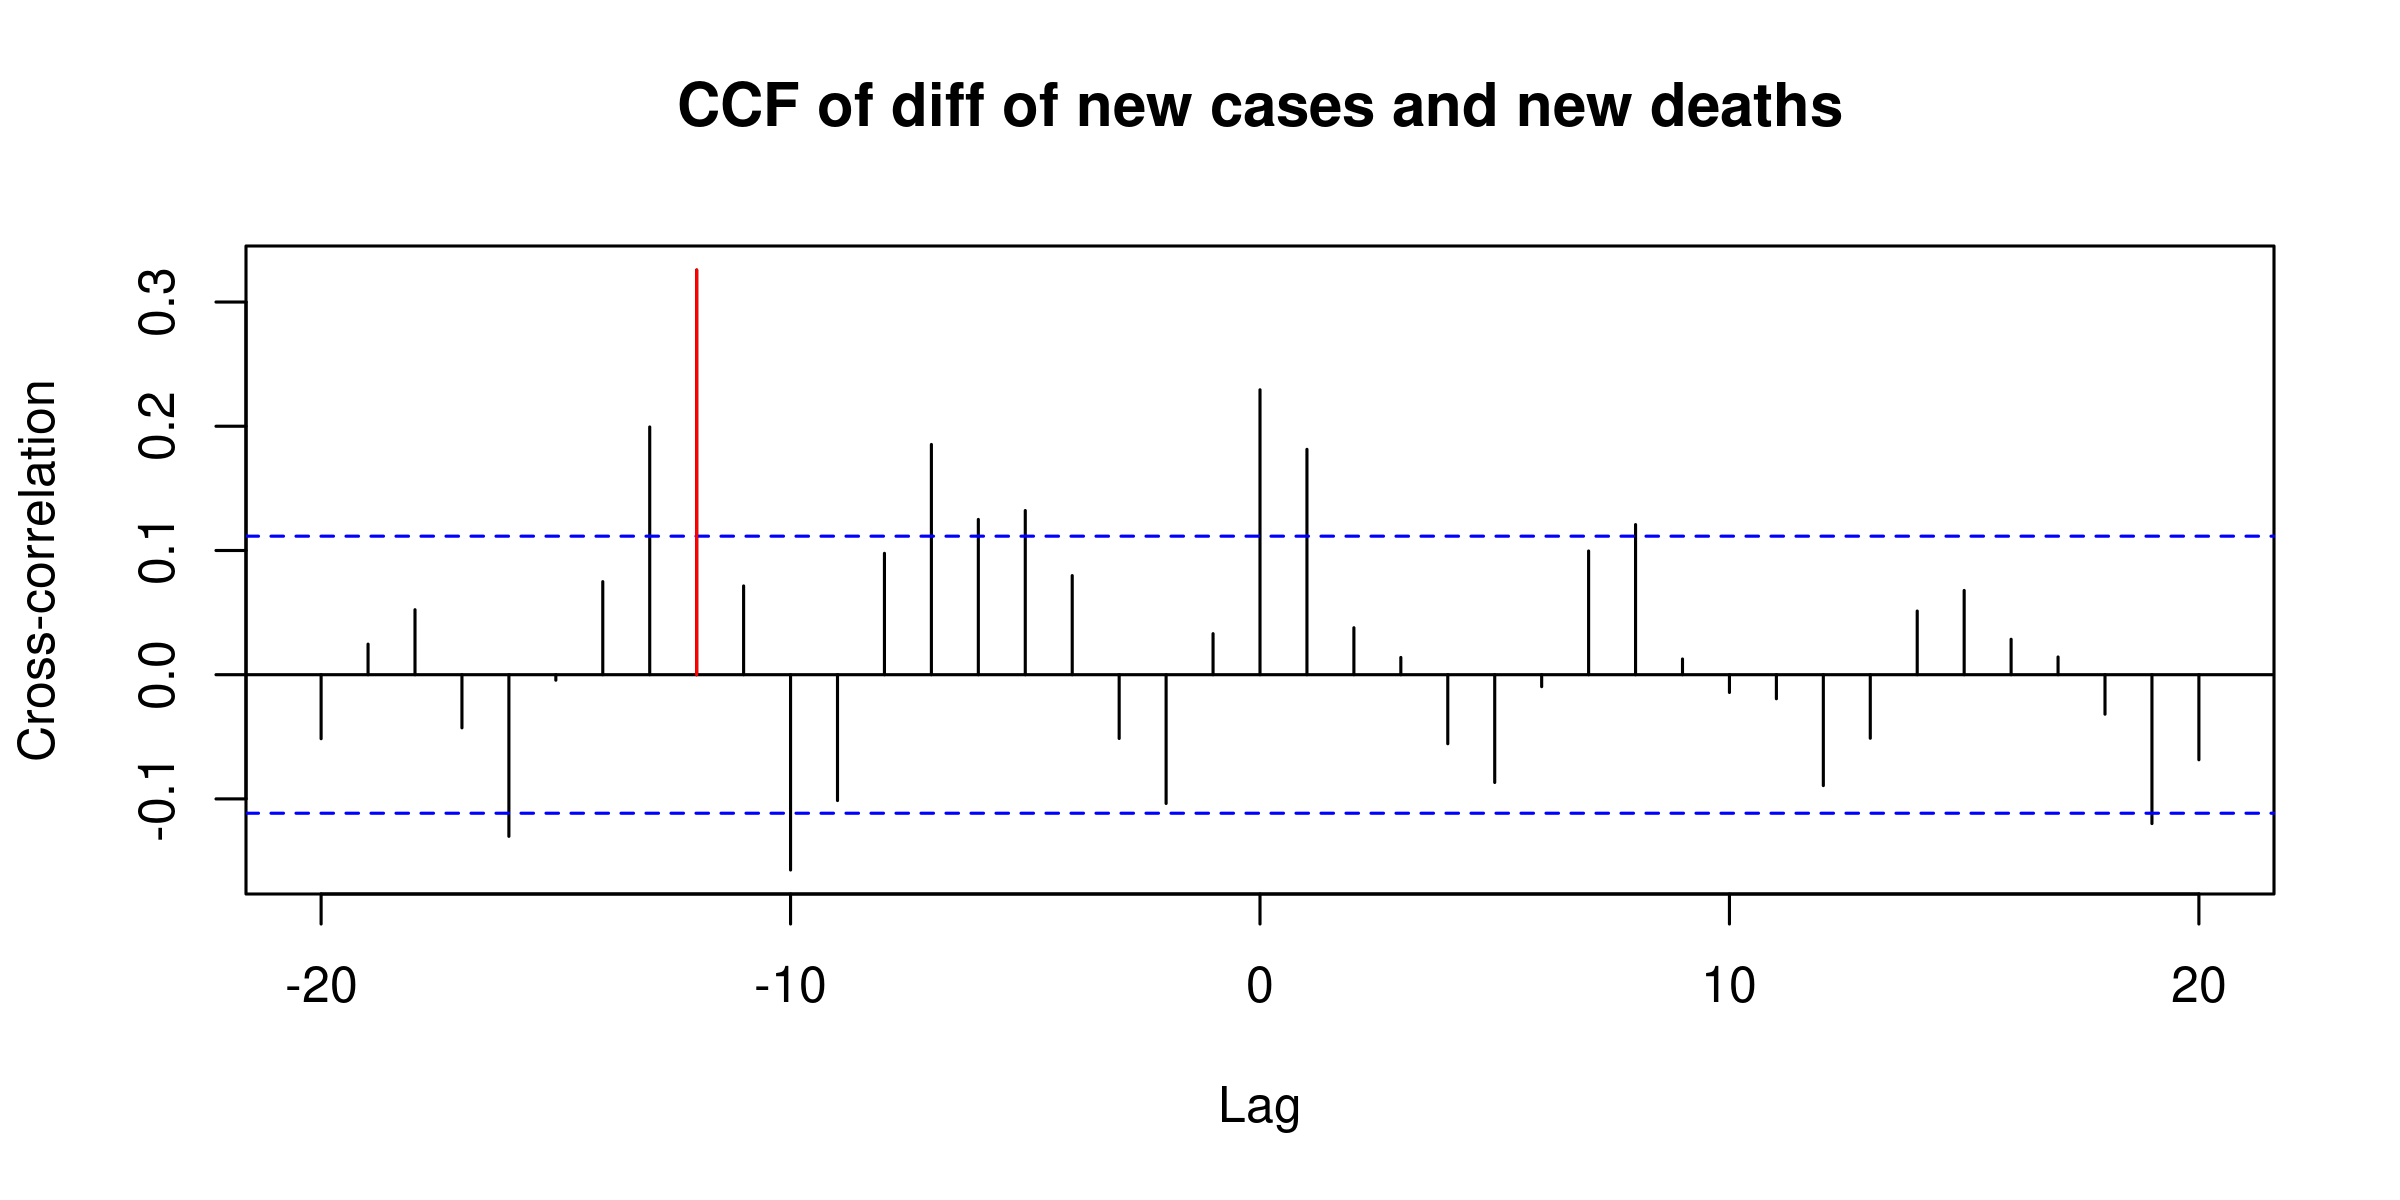 CCF of diff of new cases and new deaths
Cross-correlation
0.3
0.2
0.1
0.0
-0.1
-20 -10 0 10 20
Lag